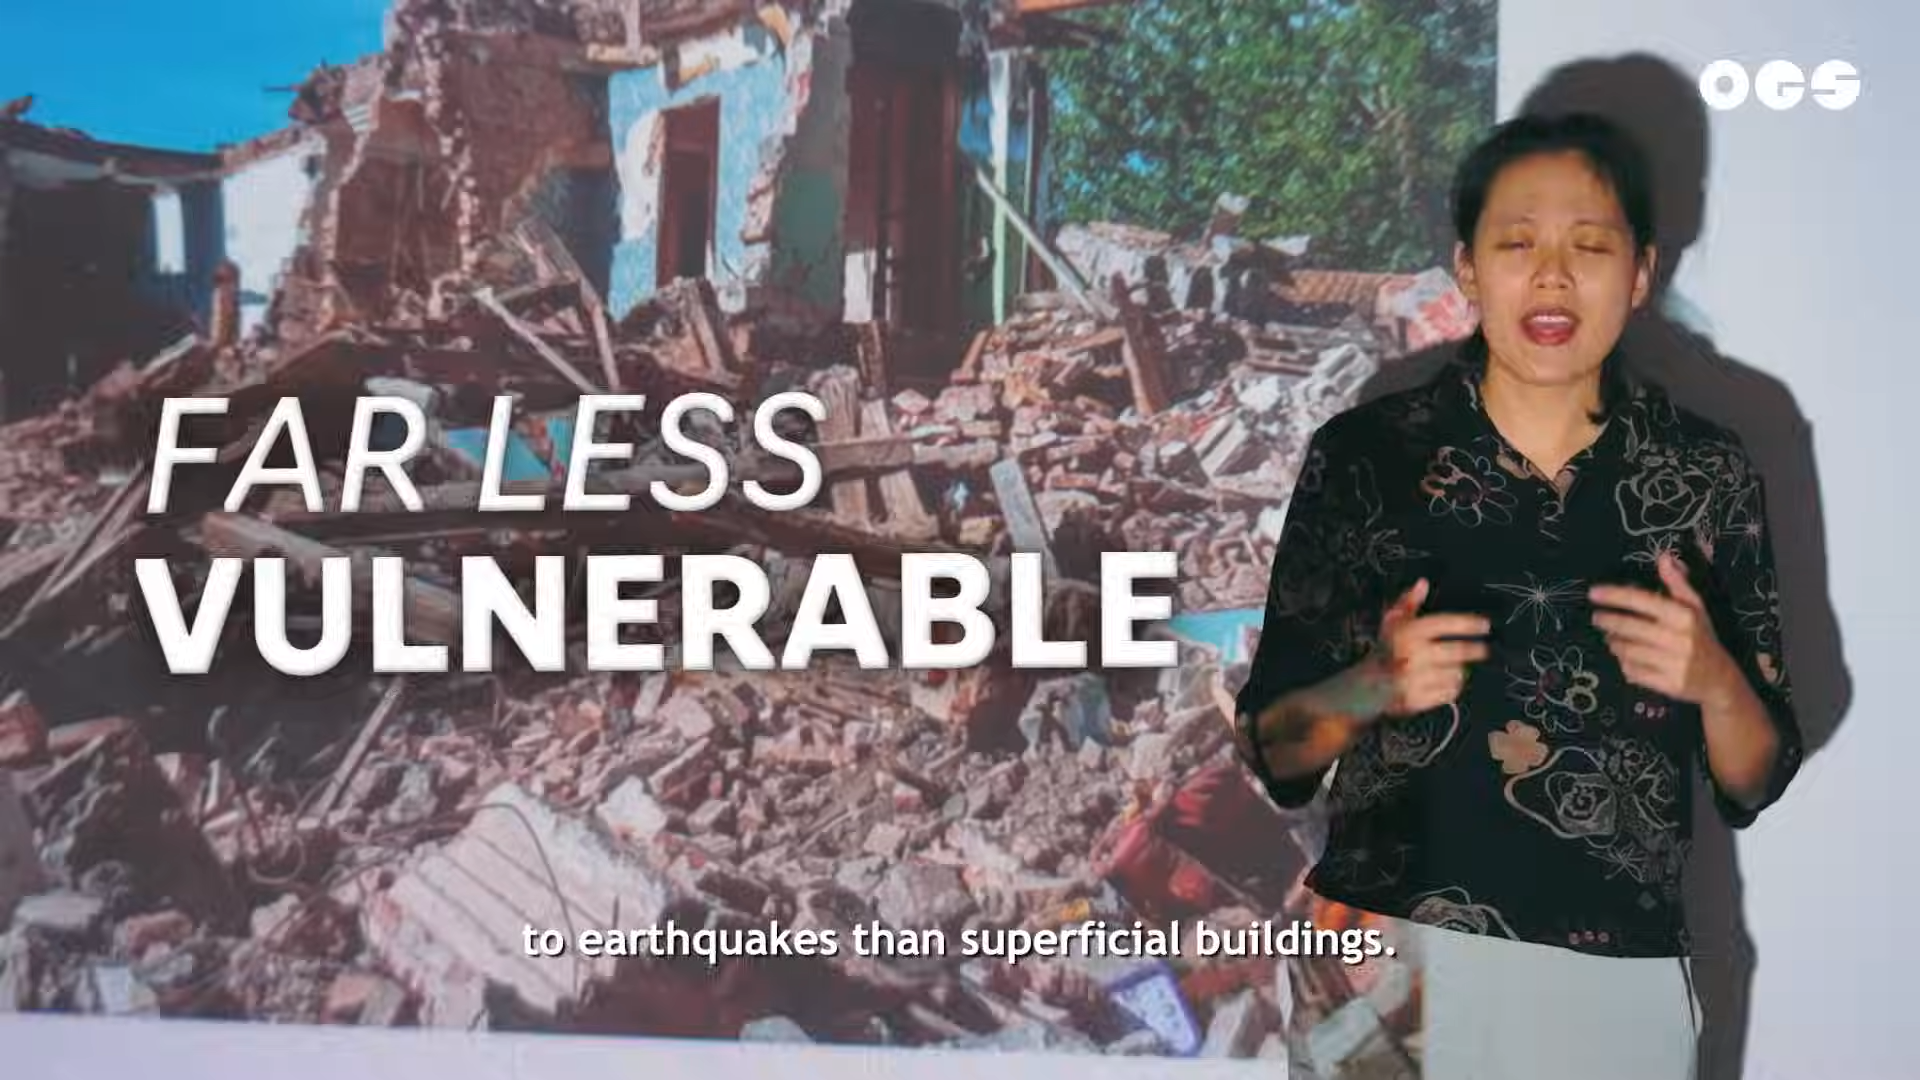 OGS
FAR LESS
VULNERABLE
to earthquakes than superficial buildings.